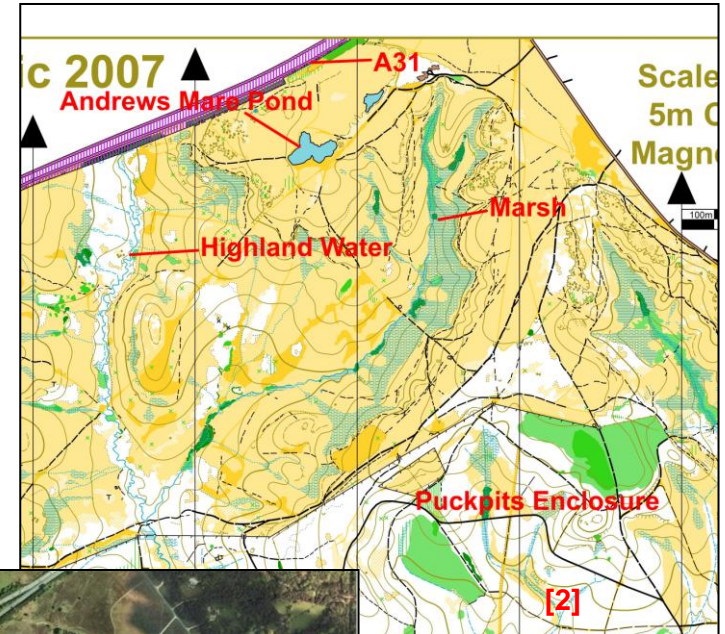 ic 2007
A31
Scale
Andrews Mare Pond
5m C
Magne
100m
Marsh
Highland Water
Puckpits Enclosure
[2]